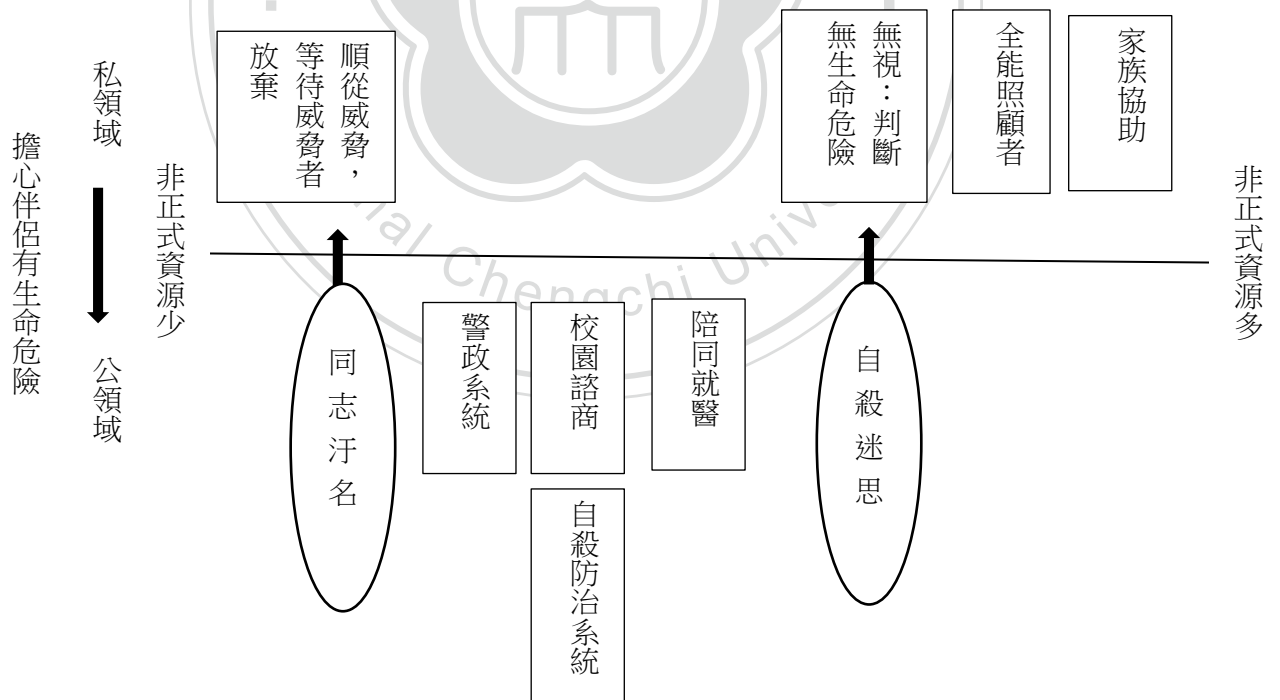 擔心伴侶有生命危險
私領域
公領域
非正式資源少
順從威脅，
等待威脅者
放棄
無視：判斷
無生命危險
全能照顧者
家族協助
非正式資源多
同志汙名
警政系統
校園諮商
自殺防治系統
陪同就醫
自殺迷思
Chengchi Univ